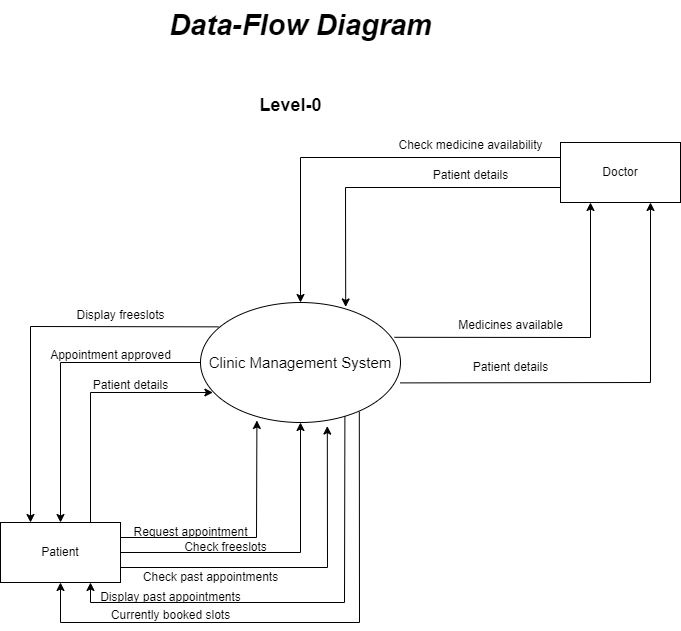 Data-Flow Diagram
Level-0
Check medicine availability
Doctor
Patient details
Display freeslots
Medicines available
Appointment approved
Clinic Management System
Patient details
Patient details
Request appointment
Check freeslots
Patient
Check past appointments
Display past appointments
Currently booked slots